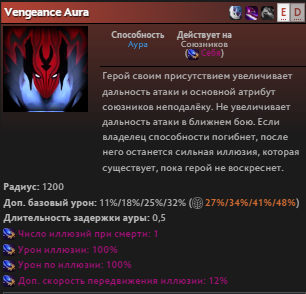 Vengeance Aura
E D
Способность
Аура
Действует на
Союзников
( Себя)
Герой своим присутствием увеличивает
дальность атаки и основной атрибут
союзников неподалёку. Не увеличивает
дальность атаки в ближнем бою. Если
владелец способности погибнет, после
него останется сильная иллюзия, которая
существует, пока герой не воскреснет.
Радиус: 1200
Доп. базовый урон: 11%/18%/25%/32% ( 27%/34%/41%/48%)
Длительность задержки ауры: 0,5
Число иллюзий при смерти: 1
Урон иллюзии: 100%
Урон по иллюзии: 100%
Доп. скорость передвижения иллюзии: 12%